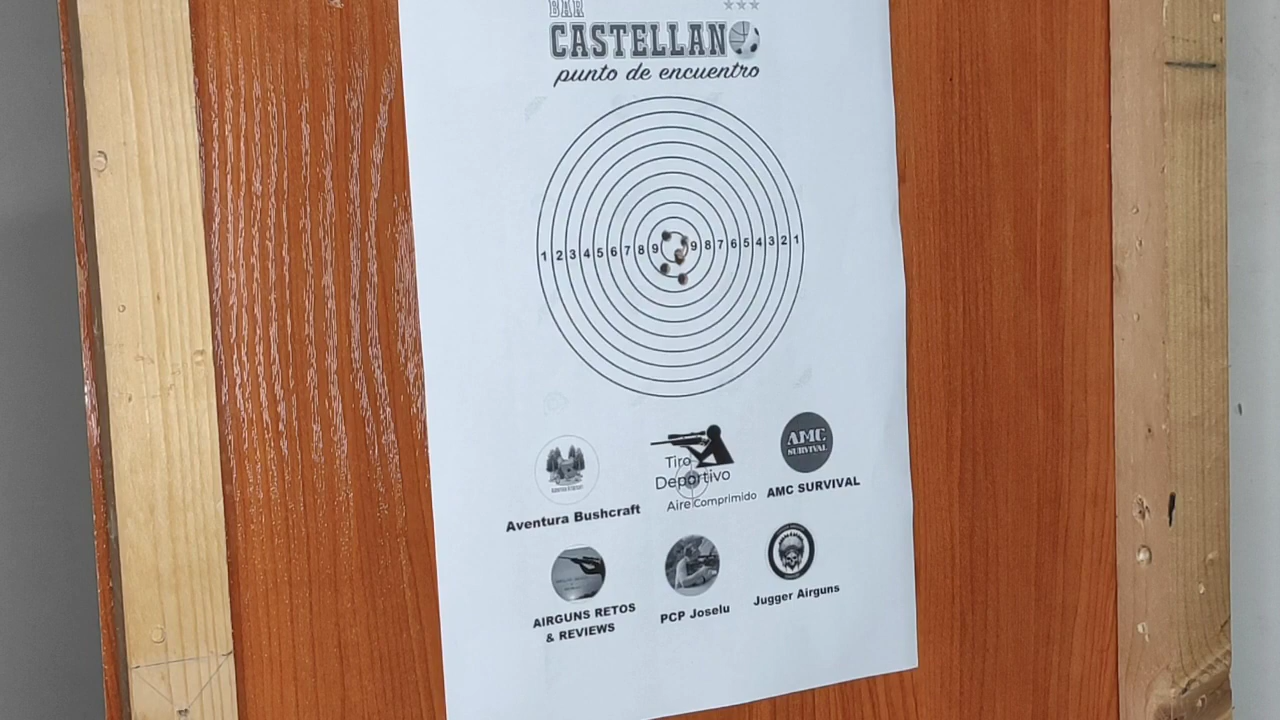 BAR
CASTELLANO
punto de encuentro
1 2 3 4 5 6 7 8 9 9 8 7 6 5 4 3 2 1
Tiro
Deportivo
Aire Comprimido
AMC
SURVIVAL
AMC SURVIVAL
Aventura Bushcraft
AIRGUNS RETOS
& REVIEWS
PCP Joselu
Jugger Airguns